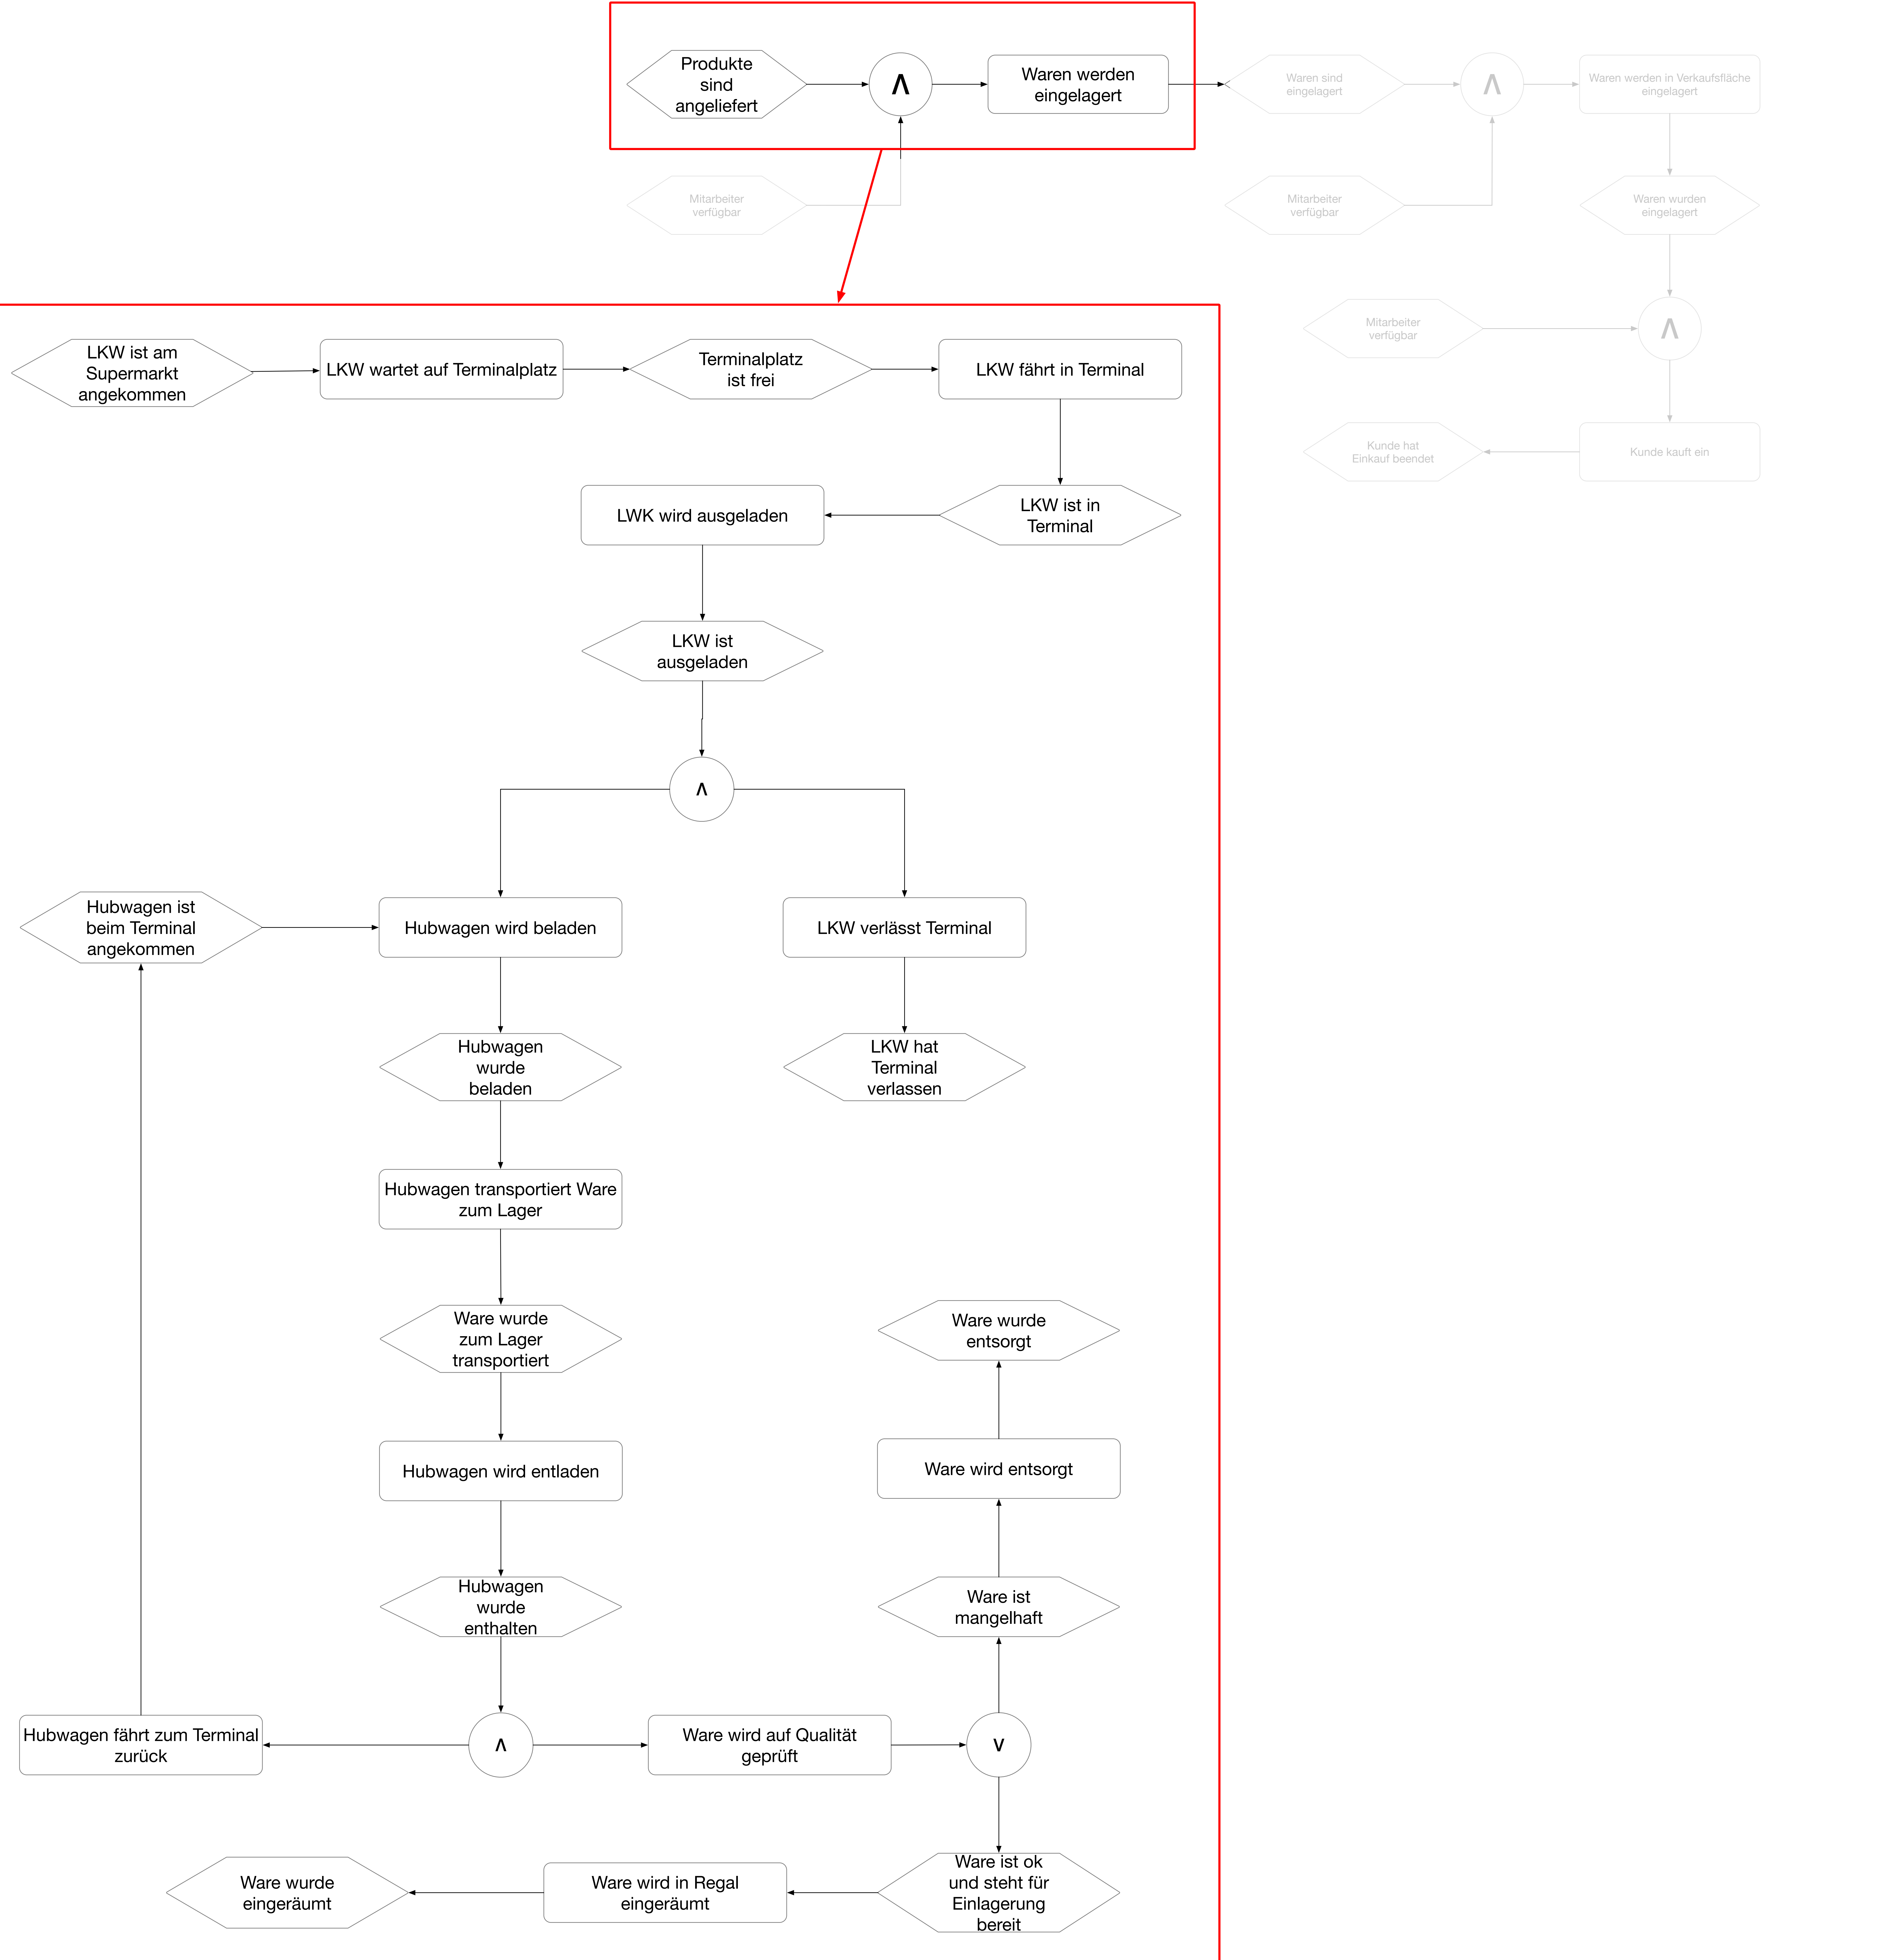 Produkte
sind
angeliefert
∧
Waren werden
eingelagert
Waren sind
eingelagert
∧
Waren werden in Verkaufsfläche
eingelagert
Mitarbeiter
verfügbar
Mitarbeiter
verfügbar
Waren wurden
eingelagert
Mitarbeiter
verfügbar
∧
Kunde hat
Einkauf beendet
Kunde kauft ein
LKW ist am
Supermarkt
angekommen
LKW wartet auf Terminalplatz
Terminalplatz
ist frei
LKW fährt in Terminal
LWK wird ausgeladen
LKW ist in
Terminal
LKW ist
ausgeladen
∧
Hubwagen ist
beim Terminal
angekommen
Hubwagen wird beladen
LKW verlässt Terminal
Hubwagen
wurde
beladen
LKW hat
Terminal
verlassen
Hubwagen transportiert Ware
zum Lager
Ware wurde
zum Lager
transportiert
Ware wurde
entsorgt
Hubwagen wird entladen
Ware wird entsorgt
Hubwagen
wurde
enthalten
Ware ist
mangelhaft
Hubwagen fährt zum Terminal
zurück
∧
Ware wird auf Qualität
geprüft
∨
Ware wurde
eingeräumt
Ware wird in Regal
eingeräumt
Ware ist ok
und steht für
Einlagerung
bereit